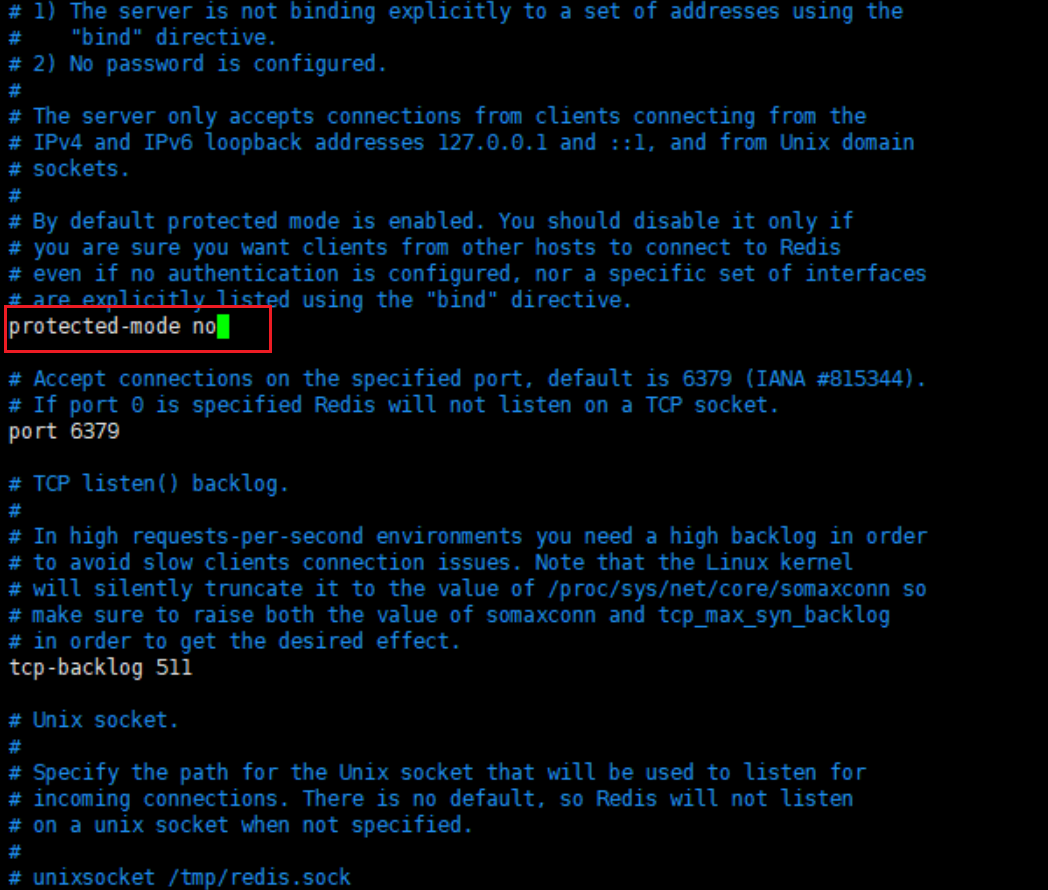 # 1) The server is not binding explicitly to a set of addresses using the
#    "bind" directive.
# 2) No password is configured.
#
# The server only accepts connections from clients connecting from the
# IPv4 and IPv6 loopback addresses 127.0.0.1 and ::1, and from Unix domain
# sockets.
#
# By default protected mode is enabled. You should disable it only if
# you are sure you want clients from other hosts to connect to Redis
# even if no authentication is configured, nor a specific set of interfaces
# are explicitly listed using the "bind" directive.
protected-mode no

# Accept connections on the specified port, default is 6379 (IANA #815344).
# If port 0 is specified Redis will not listen on a TCP socket.
port 6379

# TCP listen() backlog.
#
# In high requests-per-second environments you need a high backlog in order
# to avoid slow clients connection issues. Note that the Linux kernel
# will silently truncate it to the value of /proc/sys/net/core/somaxconn so
# make sure to raise both the value of somaxconn and tcp_max_syn_backlog
# in order to get the desired effect.
tcp-backlog 511

# Unix socket.
#
# Specify the path for the Unix socket that will be used to listen for
# incoming connections. There is no default, so Redis will not listen
# on a unix socket when not specified.
#
# unixsocket /tmp/redis.sock